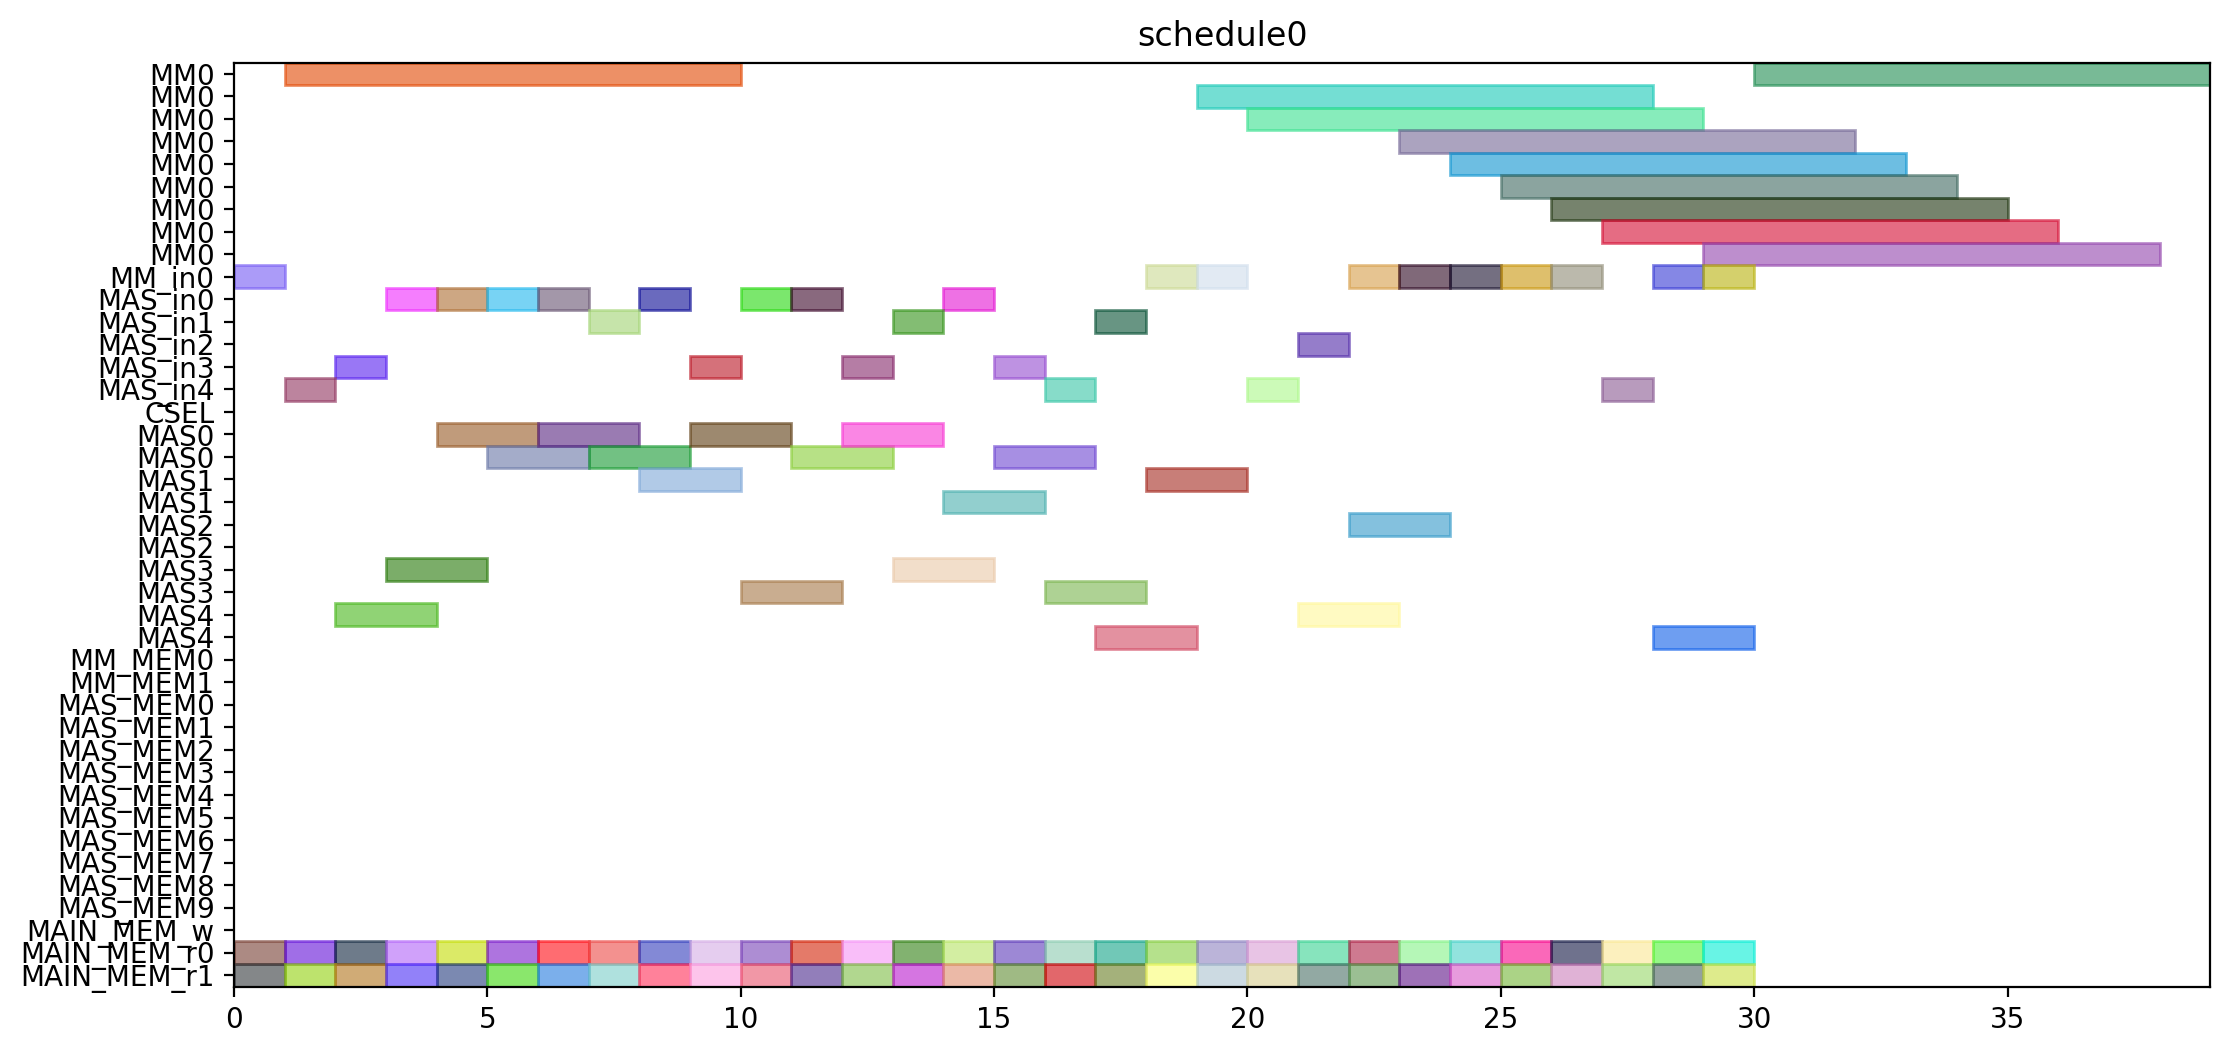 schedule0
MM0
MM0
MM0
MM0
MM0
MM0
MM0
MM0
MM0
MM_in0
MAS_in0
MAS_in1
MAS_in2
MAS_in3
MAS_in4
CSEL
MAS0
MAS0
MAS1
MAS1
MAS2
MAS2
MAS3
MAS3
MAS4
MAS4
MM_MEM0
MM_MEM1
MAS_MEM0
MAS_MEM1
MAS_MEM2
MAS_MEM3
MAS_MEM4
MAS_MEM5
MAS_MEM6
MAS_MEM7
MAS_MEM8
MAS_MEM9
MAIN_MEM_w
MAIN_MEM_r0
MAIN_MEM_r1
0 5 10 15 20 25 30 35